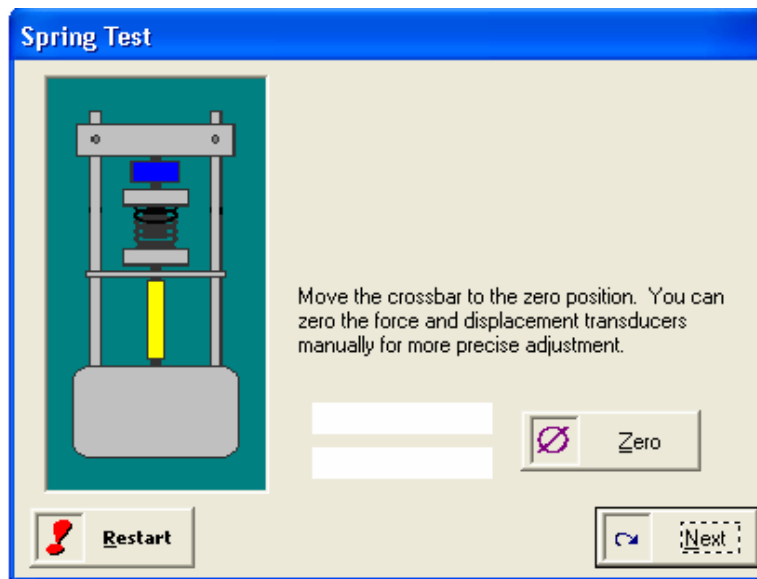 Spring Test
Move the crossbar to the zero position.  You can
zero the force and displacement transducers
manually for more precise adjustment.
Zero
Restart
Next